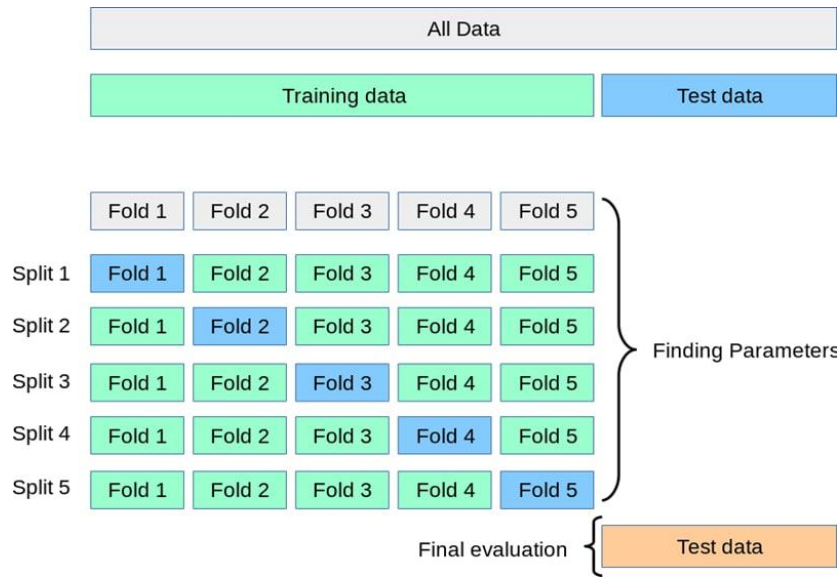 All Data
Training data Test data
Fold 1 Fold 2 Fold 3 Fold 4 Fold 5
Split 1 Fold 1 Fold 2 Fold 3 Fold 4 Fold 5
Split 2 Fold 1 Fold 2 Fold 3 Fold 4 Fold 5
Finding Parameters
Split 3 Fold 1 Fold 2 Fold 3 Fold 4 Fold 5
Split 4 Fold 1 Fold 2 Fold 3 Fold 4 Fold 5
Split 5 Fold 1 Fold 2 Fold 3 Fold 4 Fold 5
Final evaluation Test data